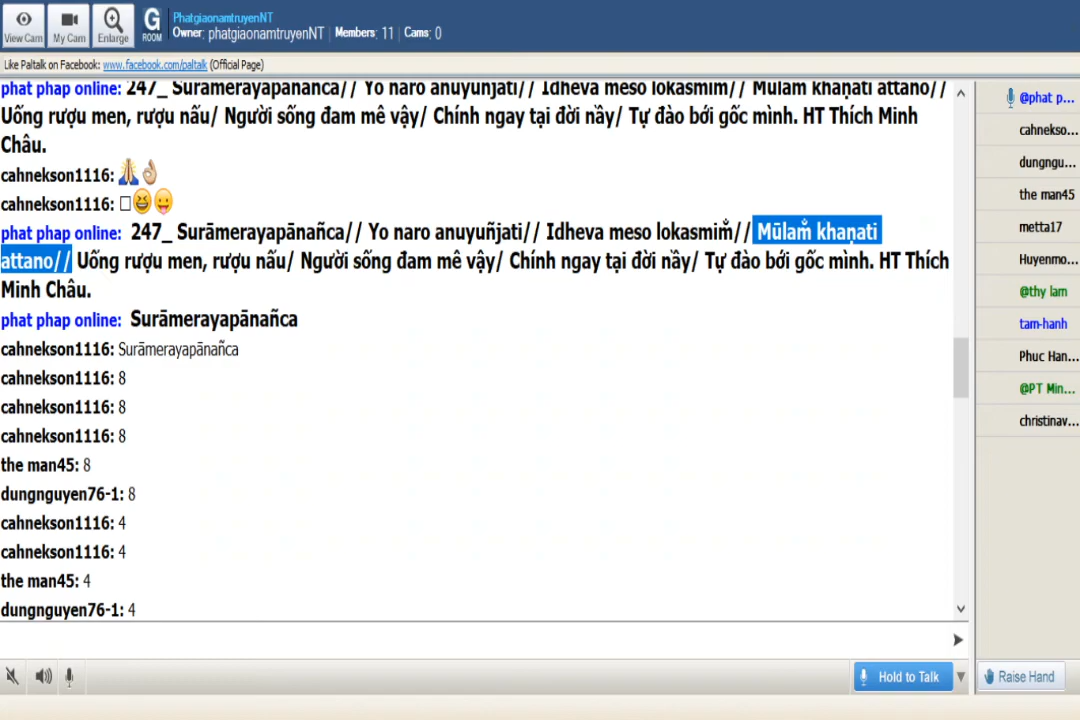 PhatgiaonamtruyenNT
G ROOM
Owner: phatgiaonamtruyenNT | Members: 11 | Cams: 0
View Cam My Cam Enlarge
Like Paltalk on Facebook: www.facebook.com/paltalk (Official Page)
phat phap online: 247_ Surāmerayapānañca// Yo naro anuyuñjati// Idheva meso lokasmiṁ// Mūlaṁ khaṇati attano//
Uống rượu men, rượu nấu/ Người sống đam mê vậy/ Chính ngay tại đời nầy/ Tự đào bới gốc mình. HT Thích Minh
Châu.
cahnekson1116: 🙏👌
cahnekson1116: □😆😛
phat phap online: 247_ Surāmerayapānañca// Yo naro anuyuñjati// Idheva meso lokasmiṁ// Mūlaṁ khaṇati
attano// Uống rượu men, rượu nấu/ Người sống đam mê vậy/ Chính ngay tại đời nầy/ Tự đào bới gốc mình. HT Thích
Minh Châu.
phat phap online: Surāmerayapānañca
cahnekson1116: Surāmerayapānañca
cahnekson1116: 8
cahnekson1116: 8
cahnekson1116: 8
the man45: 8
dungnguyen76-1: 8
cahnekson1116: 4
cahnekson1116: 4
the man45: 4
dungnguyen76-1: 4
@phat p...
cahnekso...
dungngu...
the man45
metta17
Huyenmo...
@thy lam
tam-hanh
Phuc Han...
@PT Min...
christinav...
Hold to Talk
Raise Hand